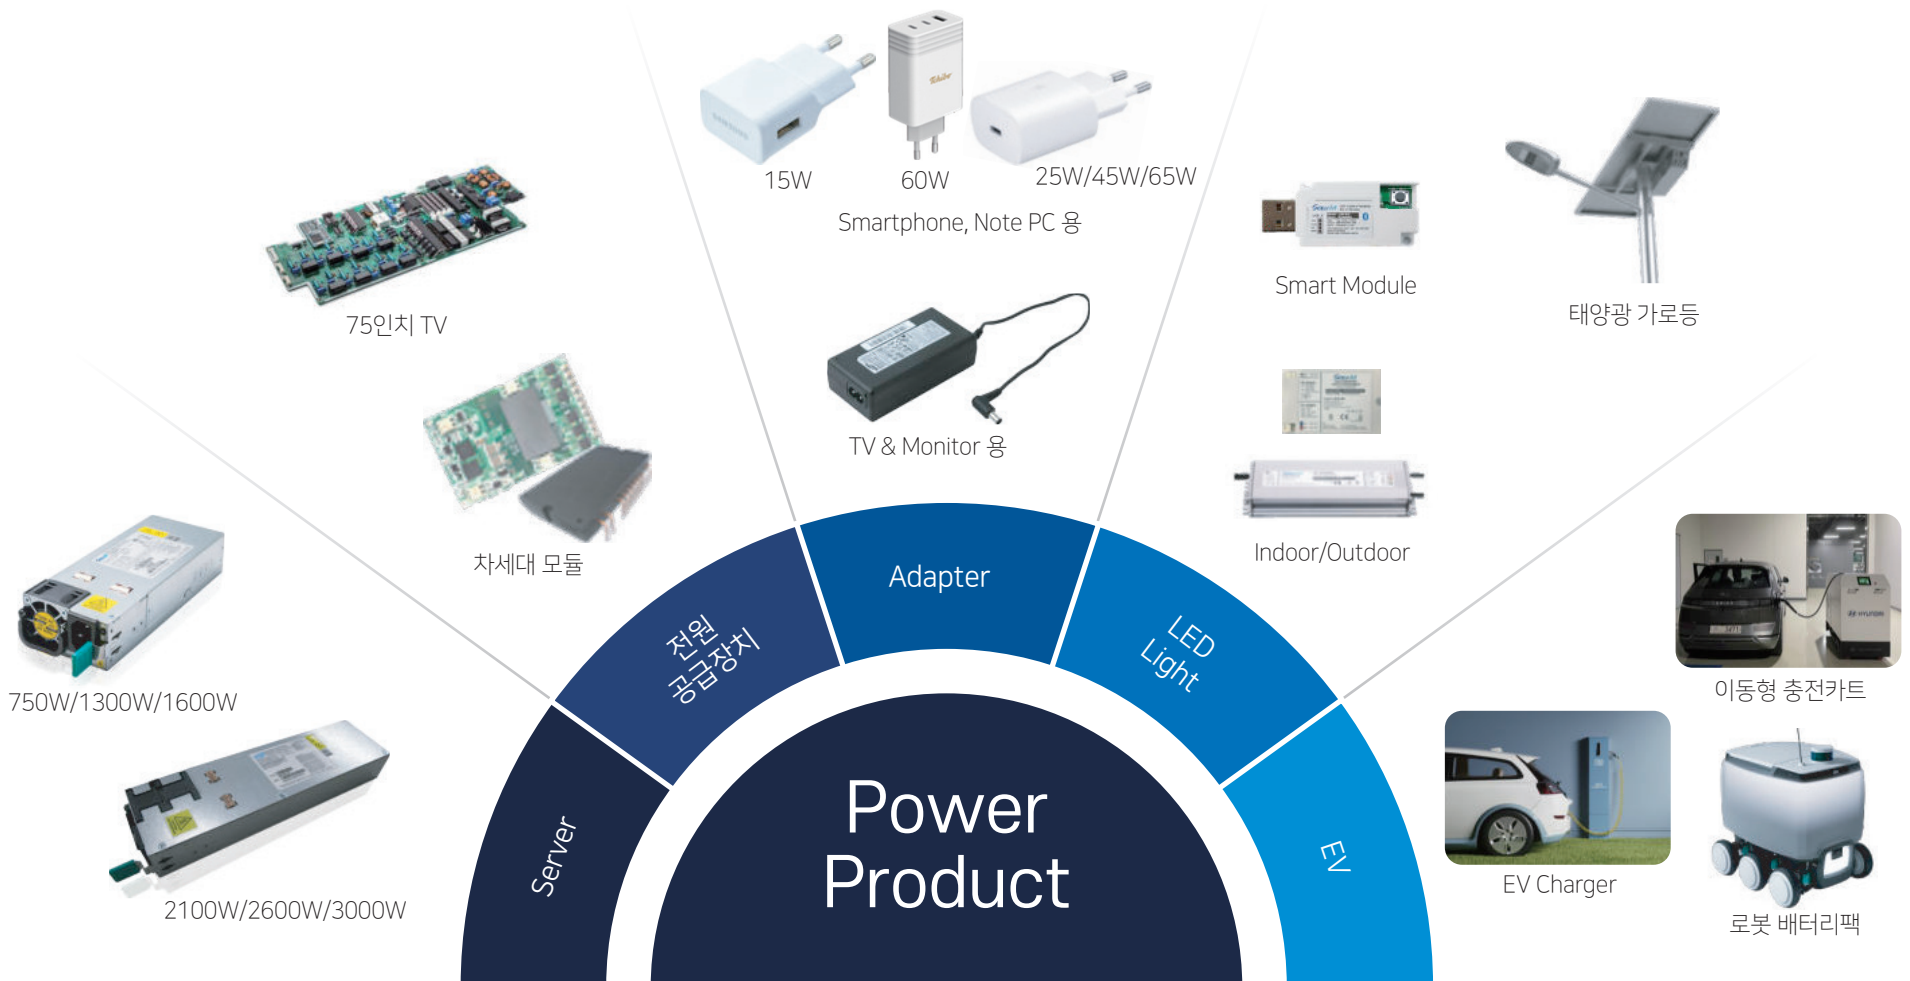 15W
60W
25W/45W/65W
Smartphone, Note PC 용
TV & Monitor 용
75인치 TV
차세대 모듈
Smart Module
태양광 가로등
Indoor/Outdoor
750W/1300W/1600W
2100W/2600W/3000W
이동형 충전카트
EV Charger
로봇 배터리팩
Server
전원
공급장치
Adapter
LED
Light
EV
Power
Product
SAMSUNG
HYUNDAI